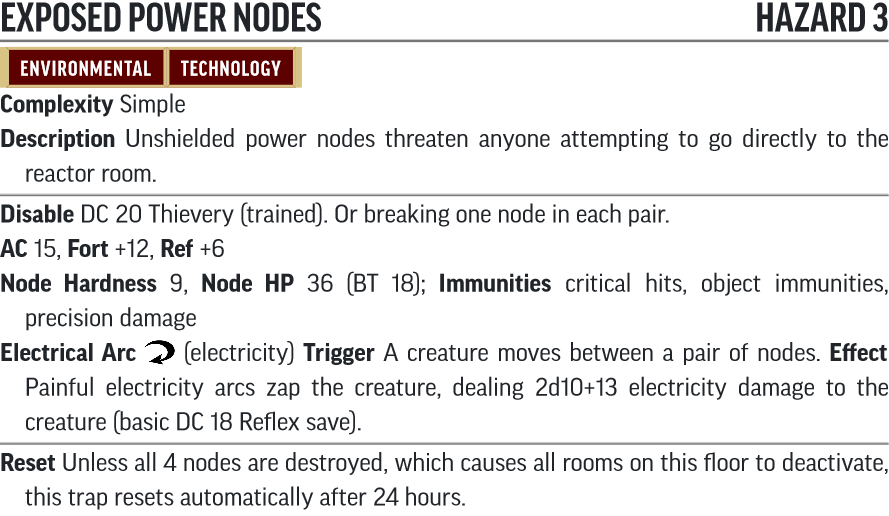 EXPOSED POWER NODES HAZARD 3
ENVIRONMENTAL TECHNOLOGY
Complexity Simple
Description Unshielded power nodes threaten anyone attempting to go directly to the
reactor room.
Disable DC 20 Thievery (trained). Or breaking one node in each pair.
AC 15, Fort +12, Ref +6
Node Hardness 9, Node HP 36 (BT 18); Immunities critical hits, object immunities,
precision damage
Electrical Arc (electricity) Trigger A creature moves between a pair of nodes. Effect
Painful electricity arcs zap the creature, dealing 2d10+13 electricity damage to the
creature (basic DC 18 Reflex save).
Reset Unless all 4 nodes are destroyed, which causes all rooms on this floor to deactivate,
this trap resets automatically after 24 hours.